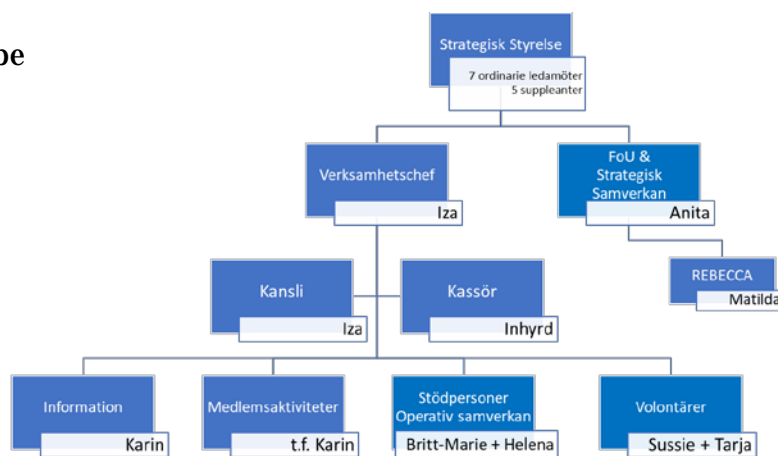 be
Strategisk Styrelse
7 ordinarie ledamöter
5 suppleanter
Verksamhetschef
Iza
FoU &
Strategisk
Samverkan
Anita
REBECCA
Matilda
Kansli
Iza
Kassör
Inhyrd
Information
Karin
Medlemsaktiviteter
t.f. Karin
Stödpersoner
Operativ samverkan
Britt-Marie + Helena
Volontärer
Sussie + Tarja